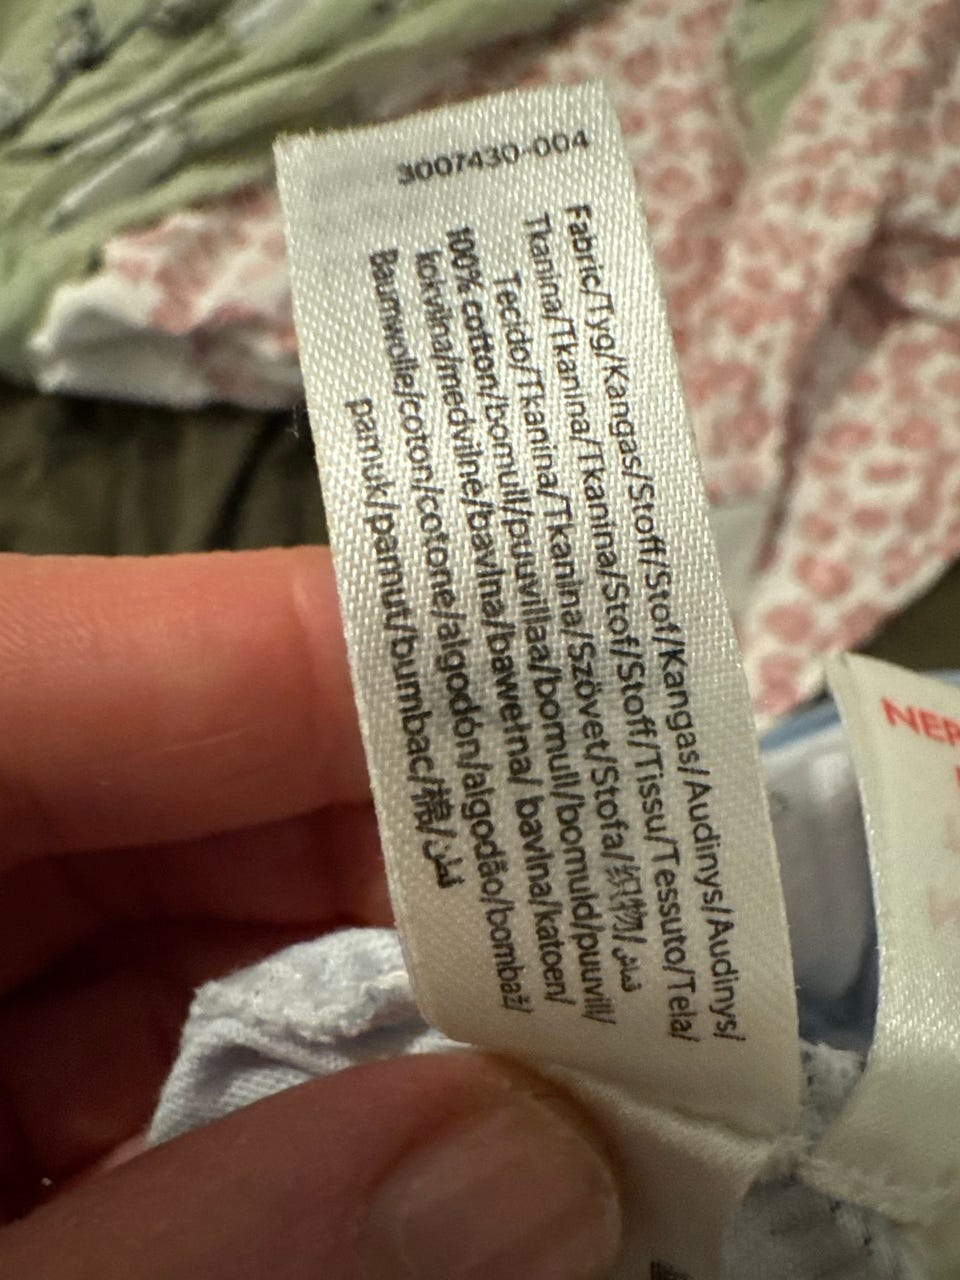 3007430-004
Fabric/Tyg/Kangas/Stoff/Stof/Kangas/Audinys/Audinys/
Tkanina/Tkanina/Tkanina/Stof/Stoff/Tissu/Tessuto/Tela/
Tecido/Tkanina/Tkanina/Szövet/Stofa/织物/قماش
100% cotton/bomull/puuvillaa/bomull/bomuld/puuvill/
kokvilna/medvilnė/bavlna/bawełna/ bavlna/katoen/
Baumwolle/coton/cotone/algodón/algodão/bombaž/
pamuk/pamut/bumbac/棉/قطن
NEP